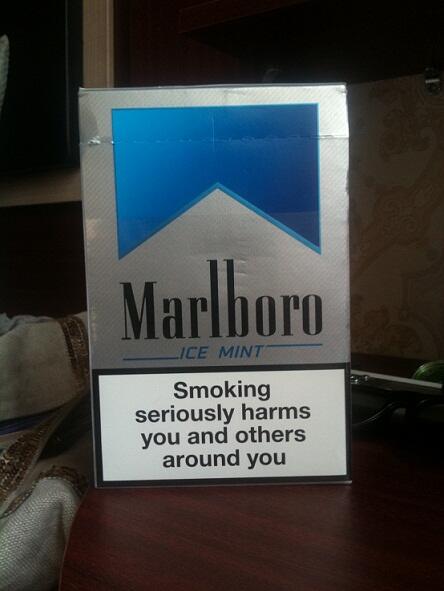 Marlboro
ICE MINT
Smoking
seriously harms
you and others
around you